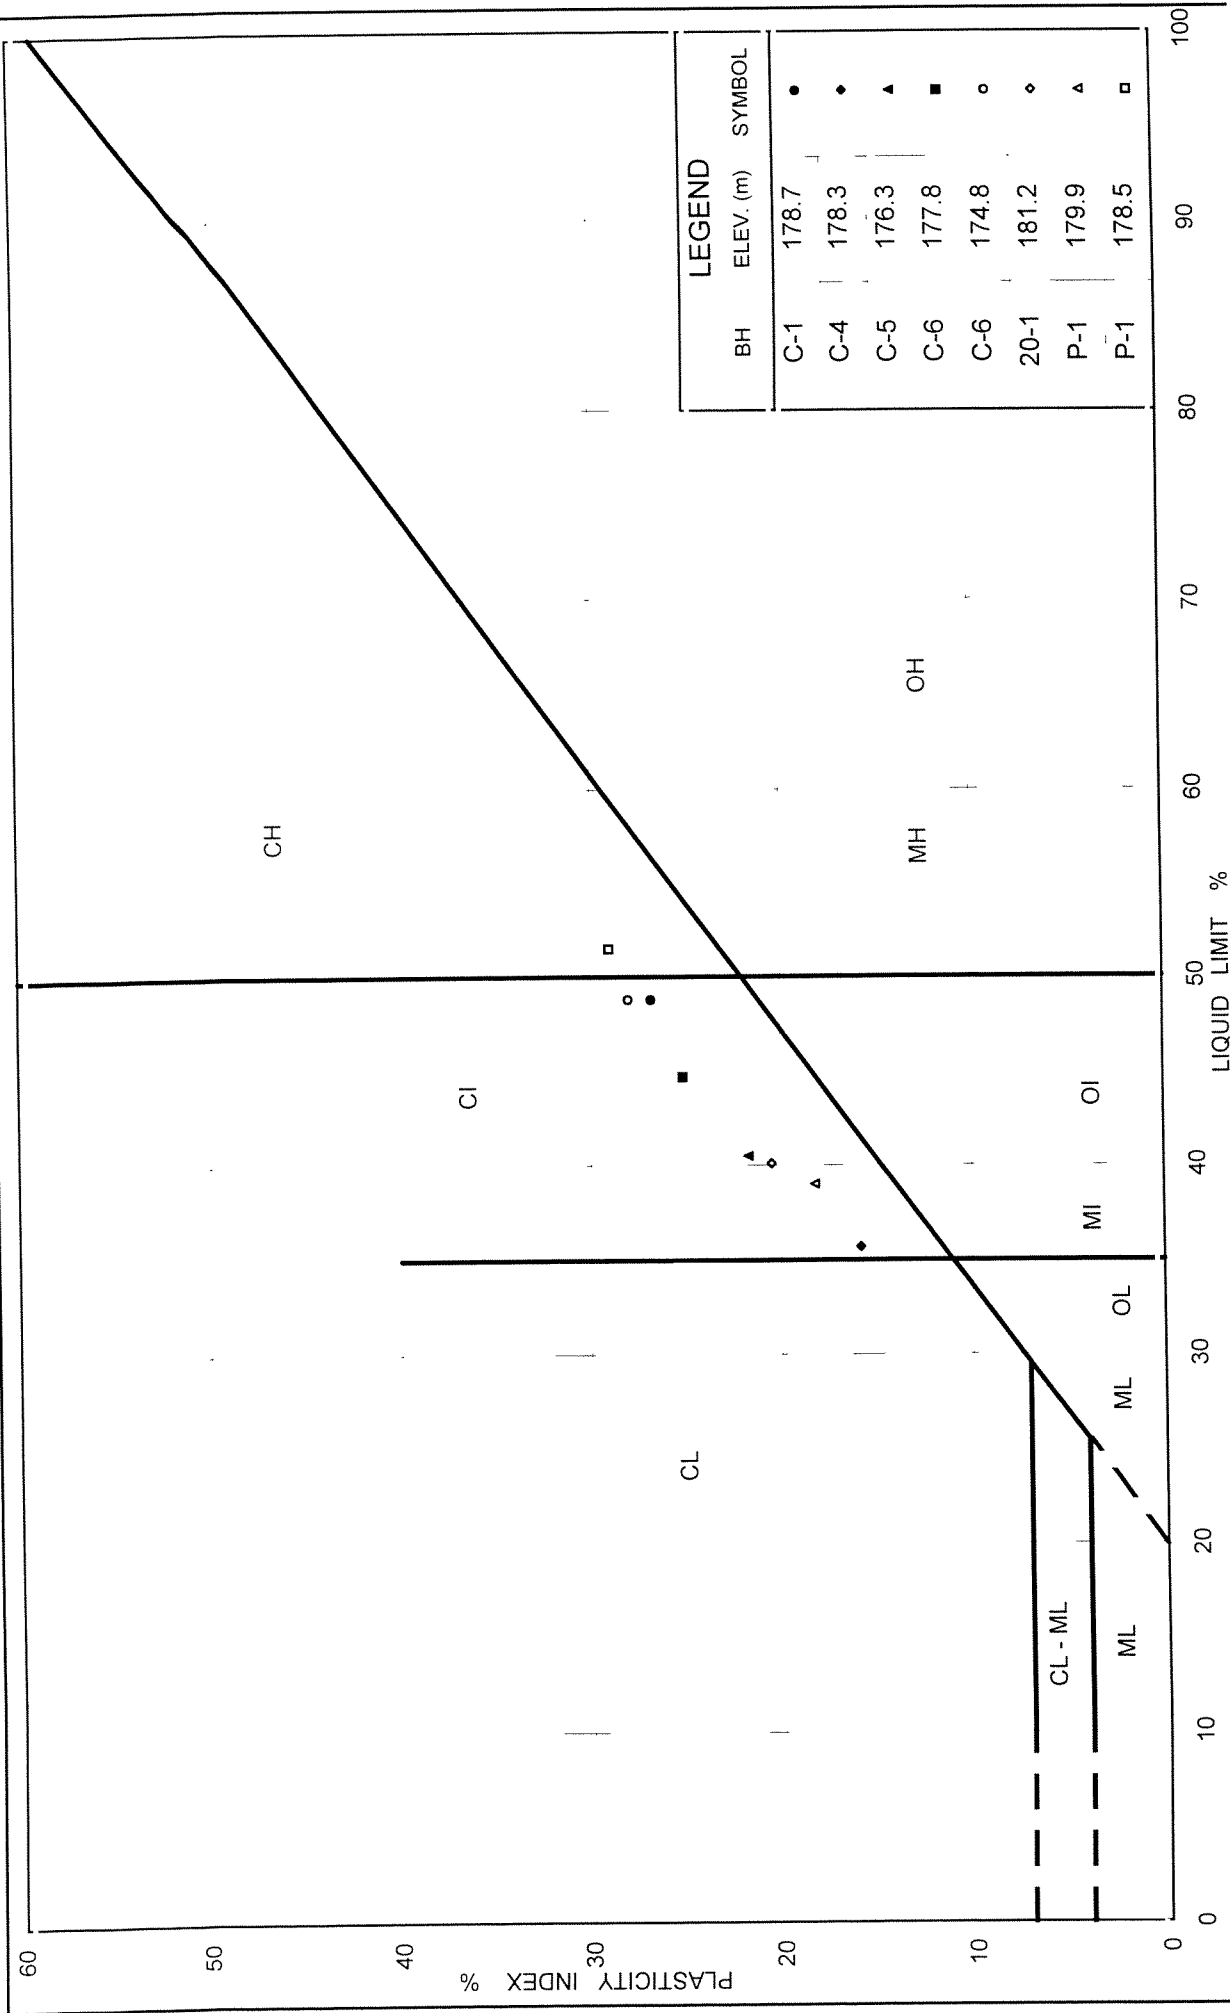 60
50
40
30
20
10
0
PLASTICITY INDEX %
CH
CI
CL
CL - ML
ML
ML
OL
MI
OI
MH
OH
LEGEND
BH ELEV. (m) SYMBOL
C-1 178.7
C-4 178.3
C-5 176.3
C-6 177.8
C-6 174.8
20-1 181.2
P-1 179.9
P-1 178.5
0 10 20 30 40 50 60 70 80 90 100
LIQUID LIMIT %